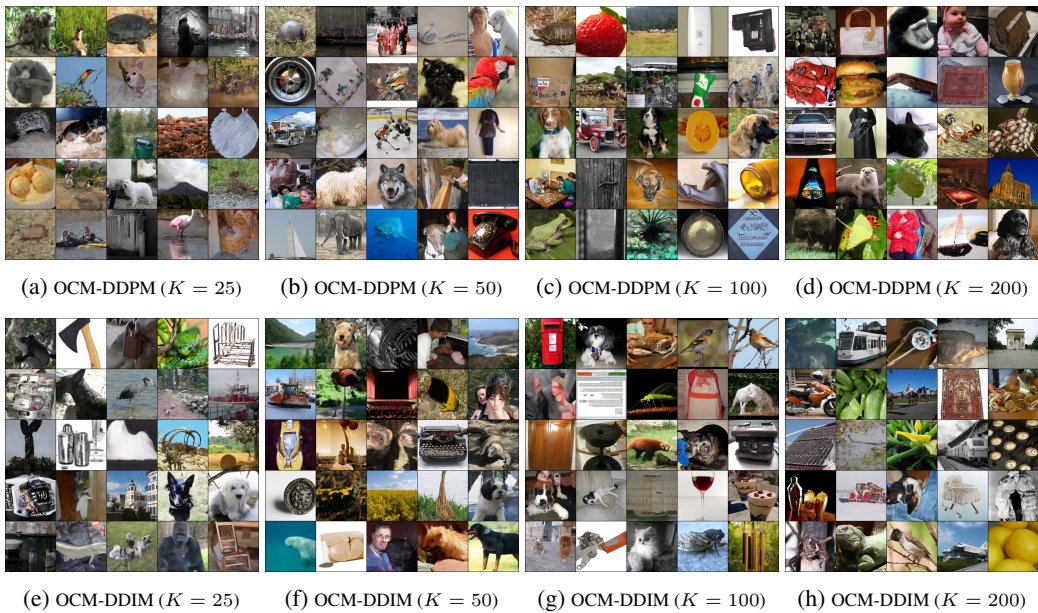 (a) OCM-DDPM (K = 25)
(b) OCM-DDPM (K = 50)
(c) OCM-DDPM (K = 100)
(d) OCM-DDPM (K = 200)
(e) OCM-DDIM (K = 25)
(f) OCM-DDIM (K = 50)
(g) OCM-DDIM (K = 100)
(h) OCM-DDIM (K = 200)